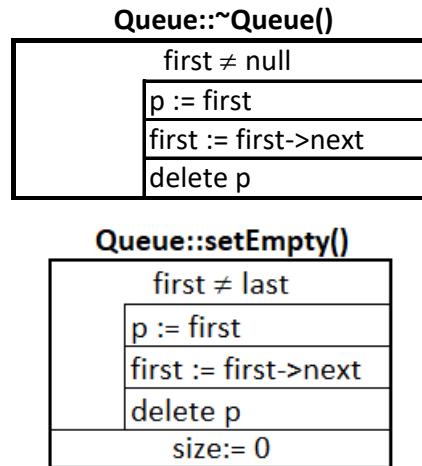 Queue::~Queue()
first ≠ null
p := first
first := first->next
delete p
Queue::setEmpty()
first ≠ last
p := first
first := first->next
delete p
size:= 0